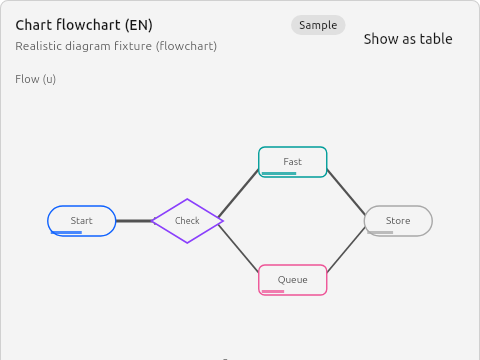 Chart flowchart (EN)
Sample
Show as table
Realistic diagram fixture (flowchart)
Flow (u)
Fast
Start
Check
Store
Queue